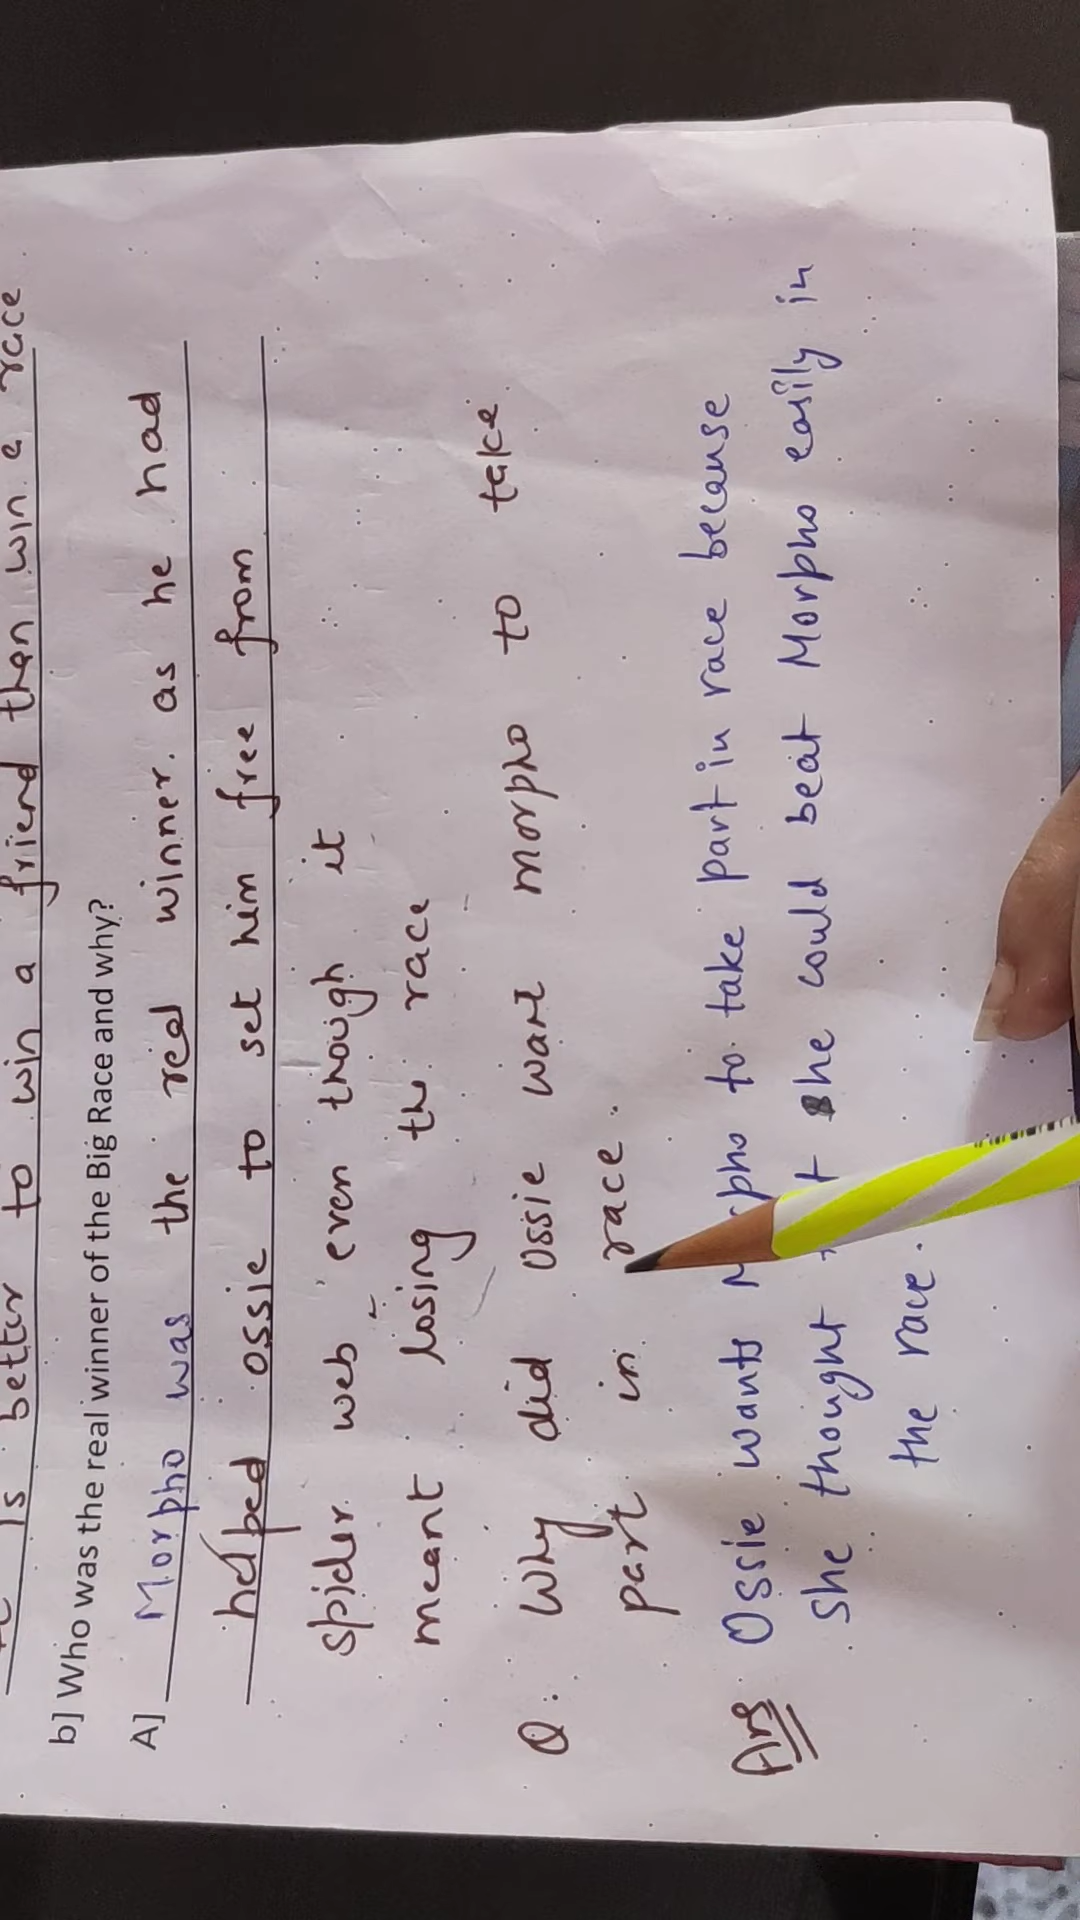 is better to win a friend than win a race
b] Who was the real winner of the Big Race and why?
A] Morpho was the real winner. as he had
helped ossie to set him free from
spider web even though it
meant losing the race
Q. Why did ossie want morpho to take
part in race.
Ans Ossie wants to take part in race because
she thought she could beat Morpho easily in
the race.